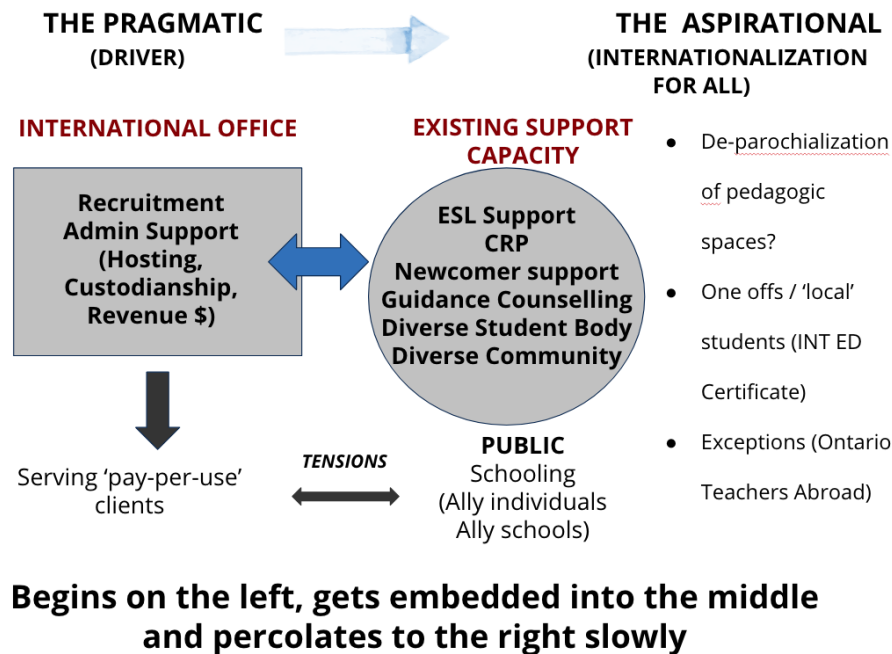 THE PRAGMATIC
(DRIVER)
THE ASPIRATIONAL
(INTERNATIONALIZATION
FOR ALL)
INTERNATIONAL OFFICE
Recruitment
Admin Support
(Hosting,
Custodianship,
Revenue $)
Serving ‘pay-per-use’
clients
TENSIONS
EXISTING SUPPORT
CAPACITY
ESL Support
CRP
Newcomer support
Guidance Counselling
Diverse Student Body
Diverse Community
PUBLIC
Schooling
(Ally individuals
Ally schools)
● De-parochialization
of pedagogic
spaces?
● One offs / ‘local’
students (INT ED
Certificate)
● Exceptions (Ontario
Teachers Abroad)
Begins on the left, gets embedded into the middle
and percolates to the right slowly